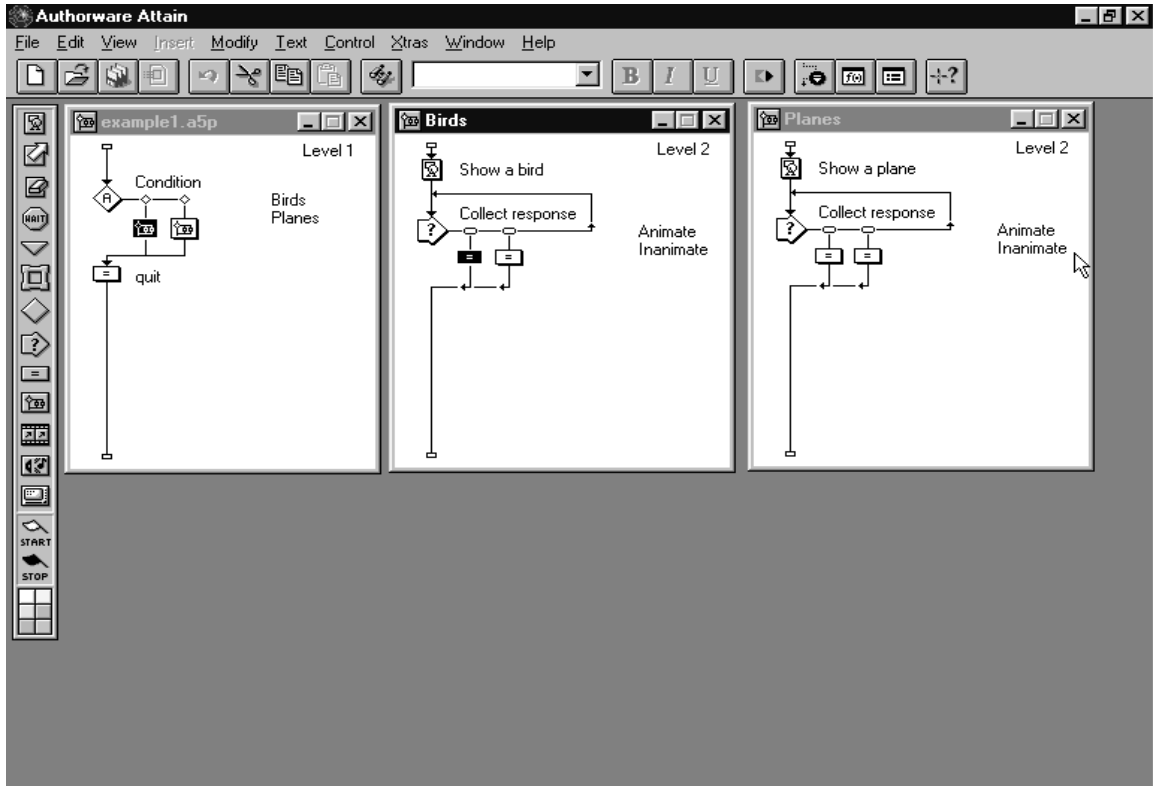 Authorware Attain
File Edit View Insert Modify Text Control Xtras Window Help
B I U
f() 
?
WAIT
?
=
START
STOP
example1.a5p
Level 1
Condition
A
Birds
Planes
=
quit
Birds
Level 2
Show a bird
Collect response
?
Animate
Inanimate
= =
Planes
Level 2
Show a plane
Collect response
?
Animate
Inanimate
= =